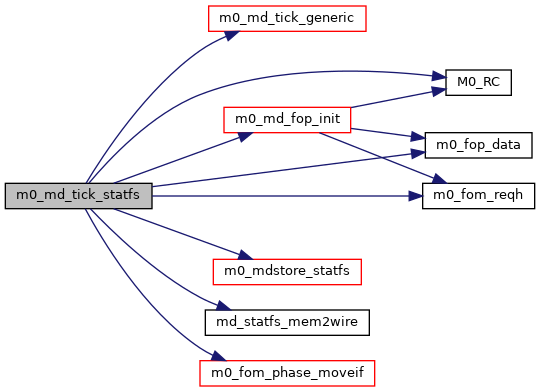 m0_md_tick_generic
M0_RC
m0_md_fop_init
m0_fop_data
m0_md_tick_statfs
m0_fom_reqh
m0_mdstore_statfs
md_statfs_mem2wire
m0_fom_phase_moveif